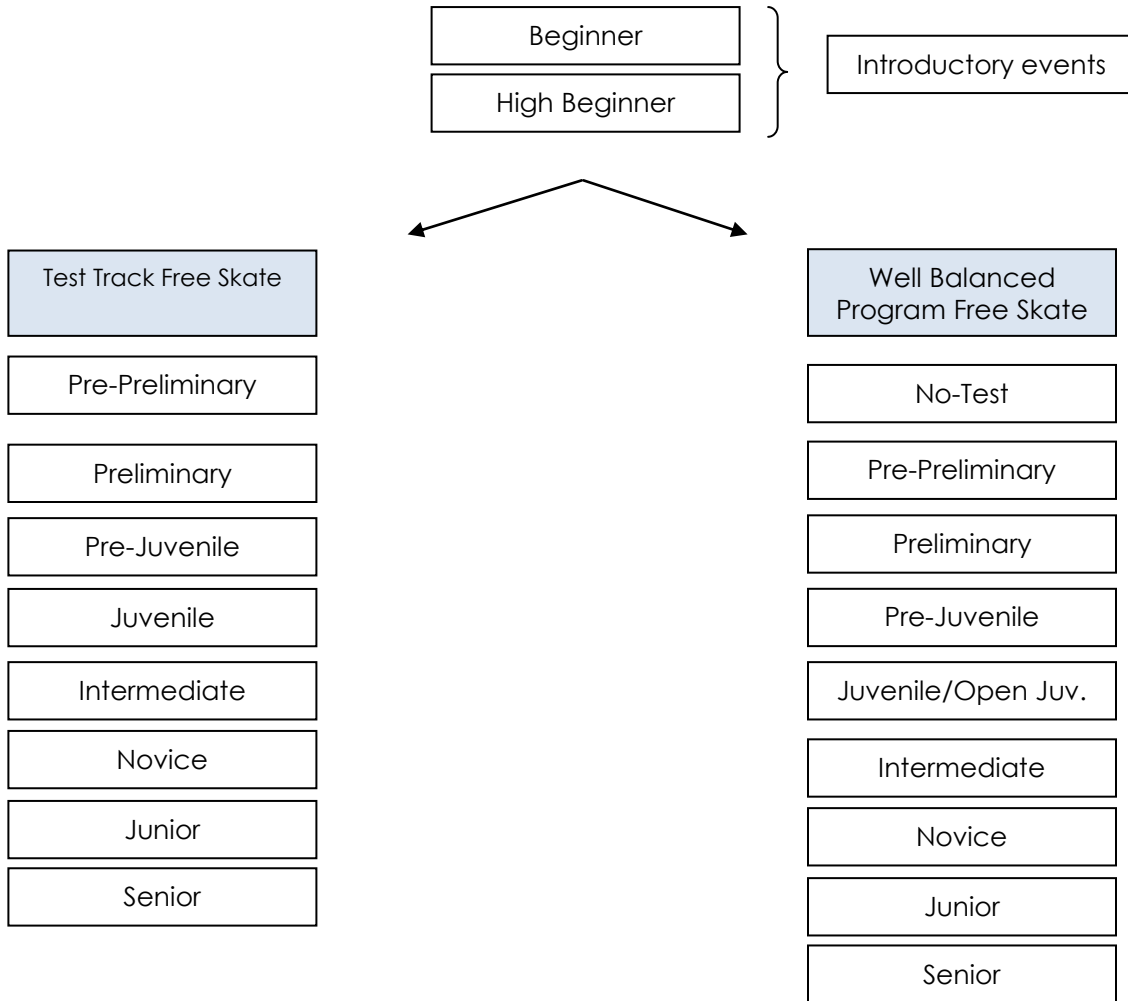 Beginner
Introductory events
High Beginner
Test Track Free Skate
Pre-Preliminary
Preliminary
Pre-Juvenile
Juvenile
Intermediate
Novice
Junior
Senior
Well Balanced
Program Free Skate
No-Test
Pre-Preliminary
Preliminary
Pre-Juvenile
Juvenile/Open Juv.
Intermediate
Novice
Junior
Senior